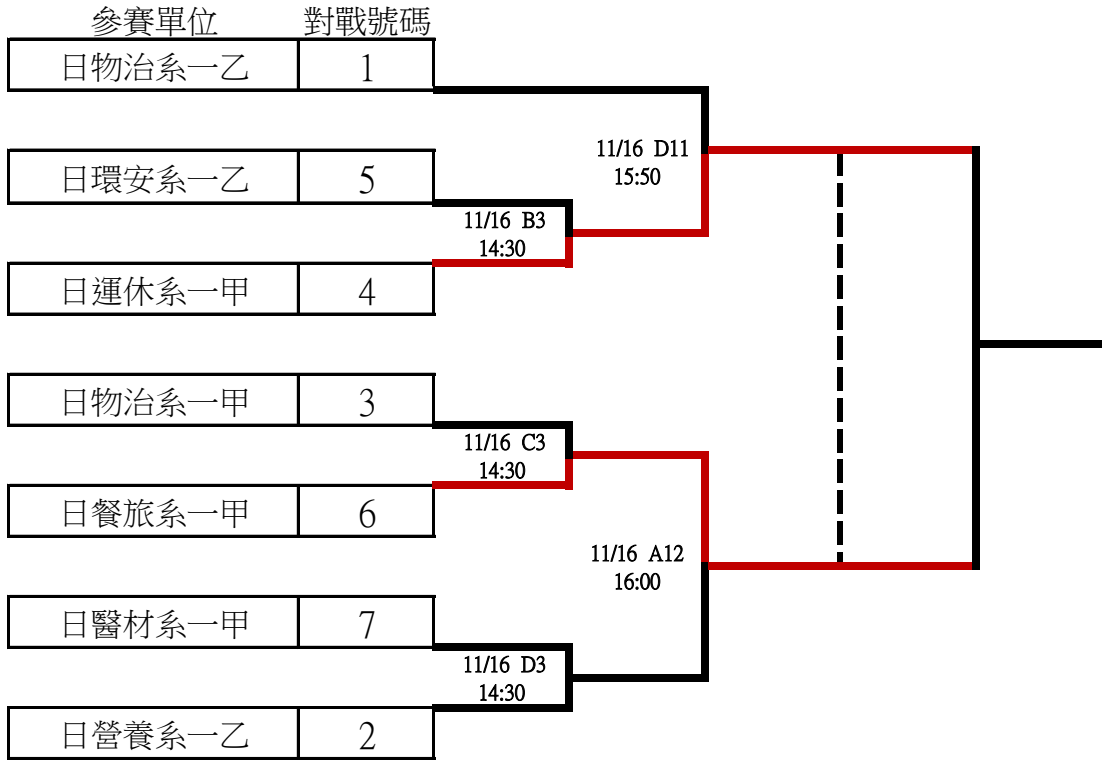 參賽單位 對戰號碼
日物治系一乙 1
11/16 D11
15:50
日環安系一乙 5
11/16 B3
14:30
日運休系一甲 4
日物治系一甲 3
11/16 C3
14:30
日餐旅系一甲 6
11/16 A12
16:00
日醫材系一甲 7
11/16 D3
14:30
日營養系一乙 2